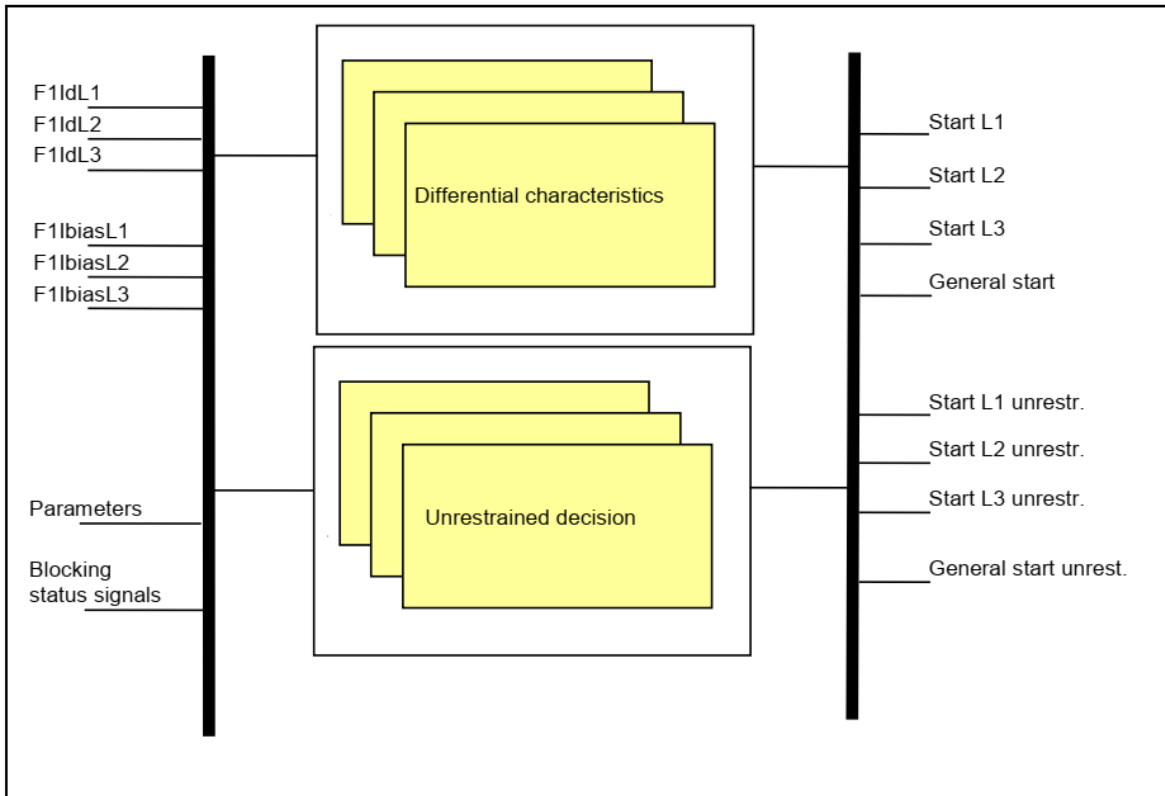 F1IdL1
F1IdL2
F1IdL3
F1IbiasL1
F1IbiasL2
F1IbiasL3
Parameters
Blocking
status signals
Differential characteristics
Unrestrained decision
Start L1
Start L2
Start L3
General start
Start L1 unrestr.
Start L2 unrestr.
Start L3 unrestr.
General start unrest.